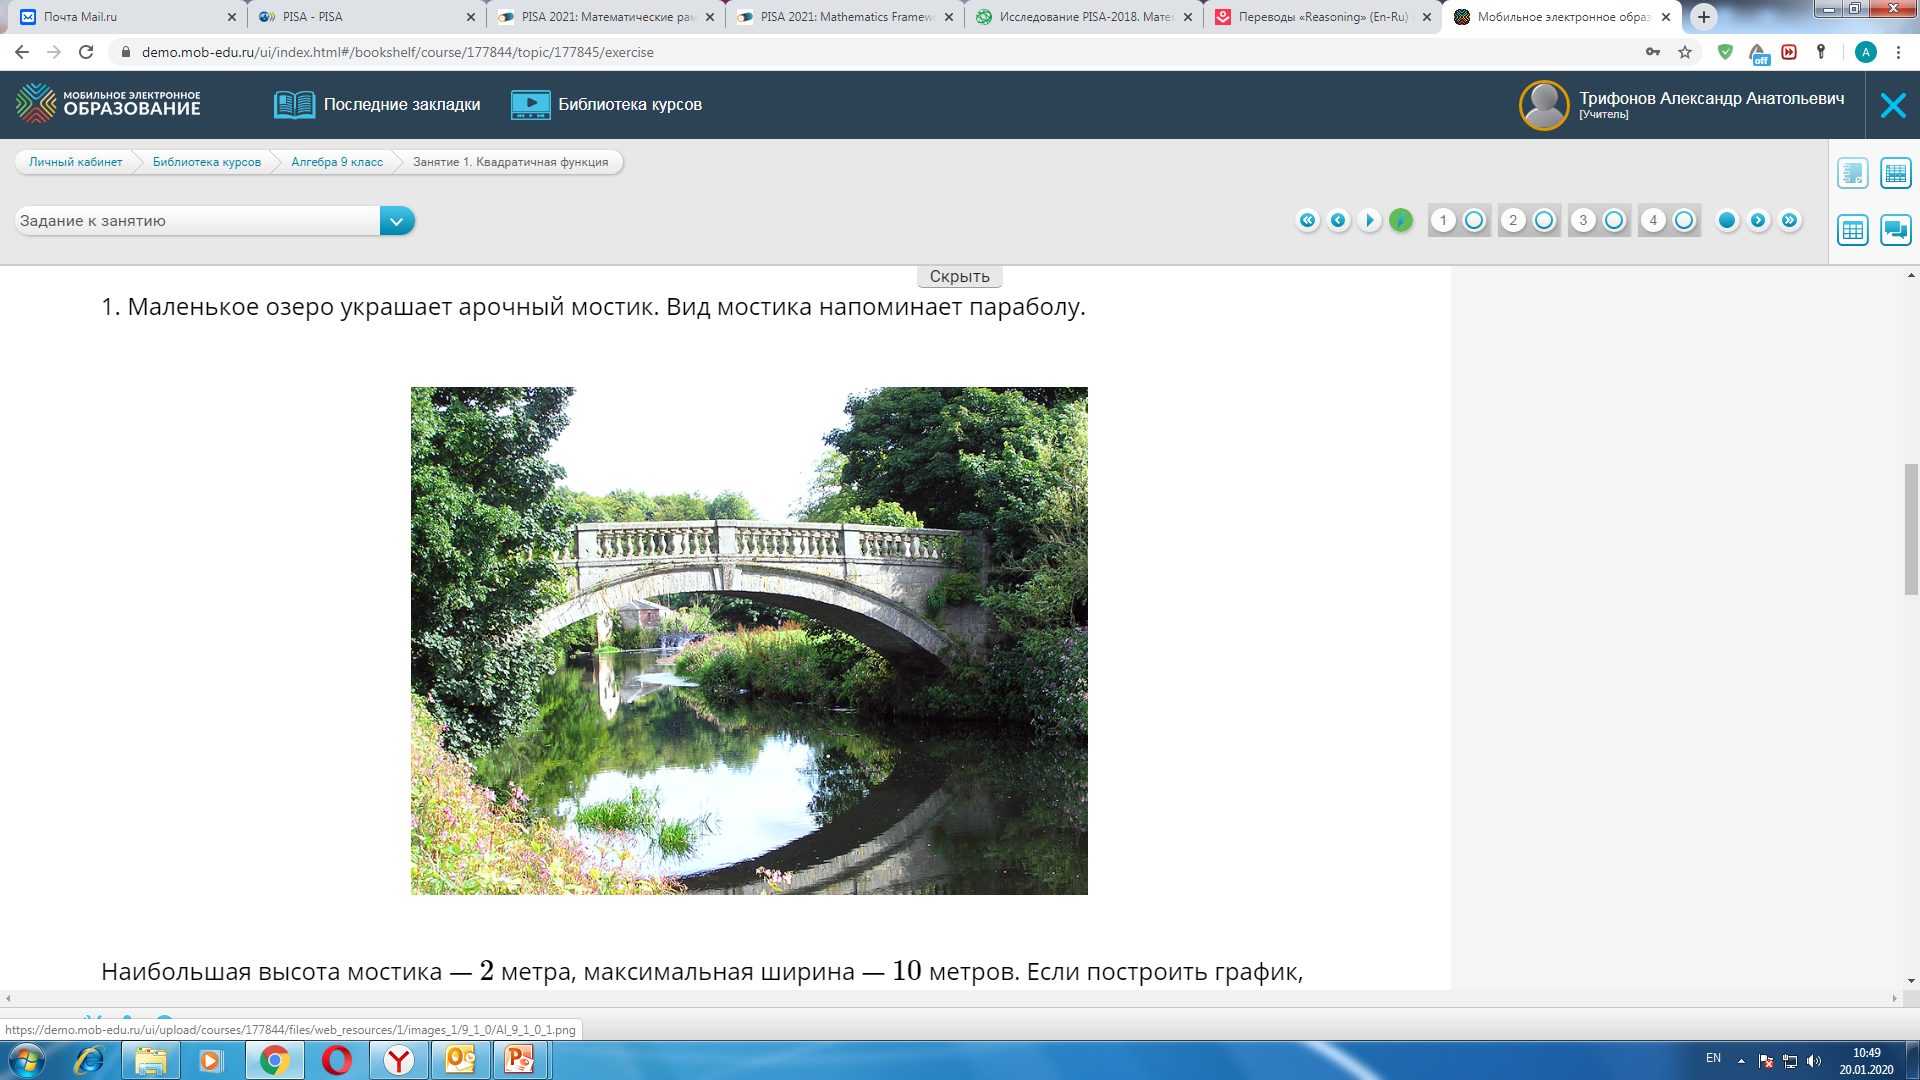 Почта Mail.ru
PISA - PISA
PISA 2021: Математические рам
PISA 2021: Mathematics Framew
Исследование PISA-2018. Мате
Переводы «Reasoning» (En-Ru)
Мобильное электронное образ
demo.mob-edu.ru/ui/index.html#/bookshelf/course/177844/topic/177845/exercise
off
A
МОБИЛЬНОЕ ЭЛЕКТРОННОЕ
ОБРАЗОВАНИЕ
Последние закладки
Библиотека курсов
Трифонов Александр Анатольевич
[Учитель]
Личный кабинет
Библиотека курсов
Алгебра 9 класс
Занятие 1. Квадратичная функция
Задание к занятию
1
2
3
4
Скрыть
1. Маленькое озеро украшает арочный мостик. Вид мостика напоминает параболу.
Наибольшая высота мостика — 2 метра, максимальная ширина — 10 метров. Если построить график,
https://demo.mob-edu.ru/ui/upload/courses/177844/files/web_resources/1/images_1/9_1_0/Al_9_1_0_1.png
EN
10:49
20.01.2020